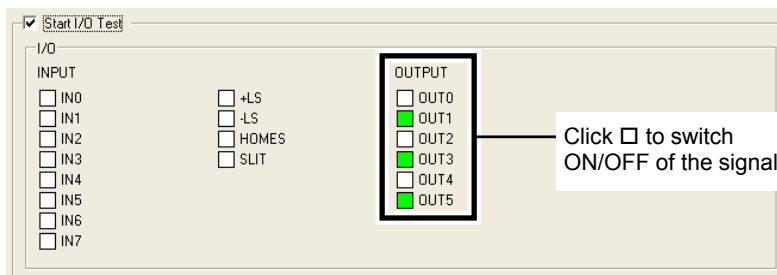 Start I/O Test
I/O
INPUT
IN0
IN1
IN2
IN3
IN4
IN5
IN6
IN7
+LS
-LS
HOMES
SLIT
OUTPUT
OUT0
OUT1
OUT2
OUT3
OUT4
OUT5
Click □ to switch
ON/OFF of the signal